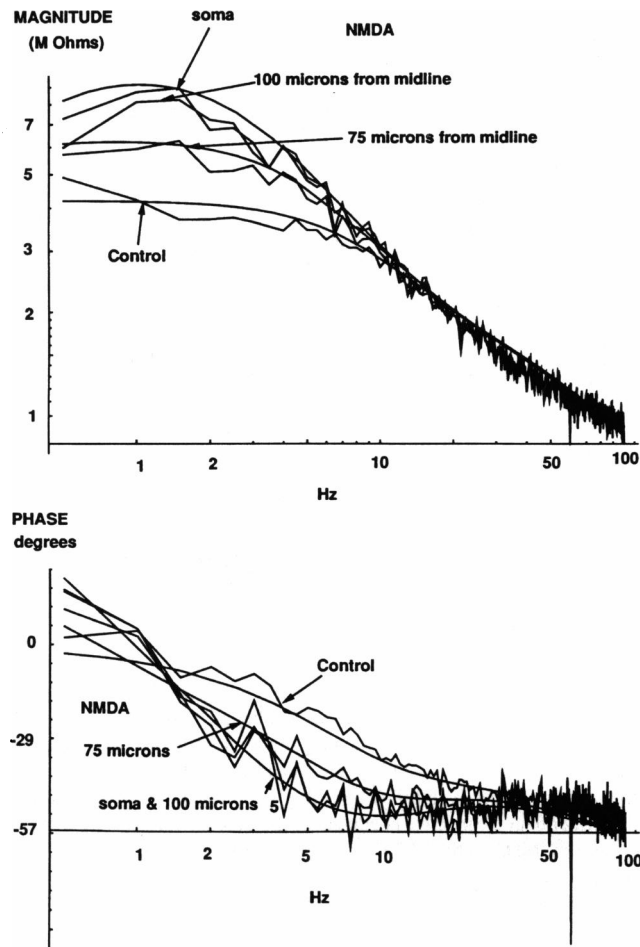 MAGNITUDE
(M Ohms)
soma
NMDA
100 microns from midline
75 microns from midline
7
5
3
2
1
Control
1
2
10
50
100
Hz
PHASE
degrees
0
-29
-57
Control
NMDA
75 microns
soma & 100 microns
5
1
2
5
10
50
100
Hz